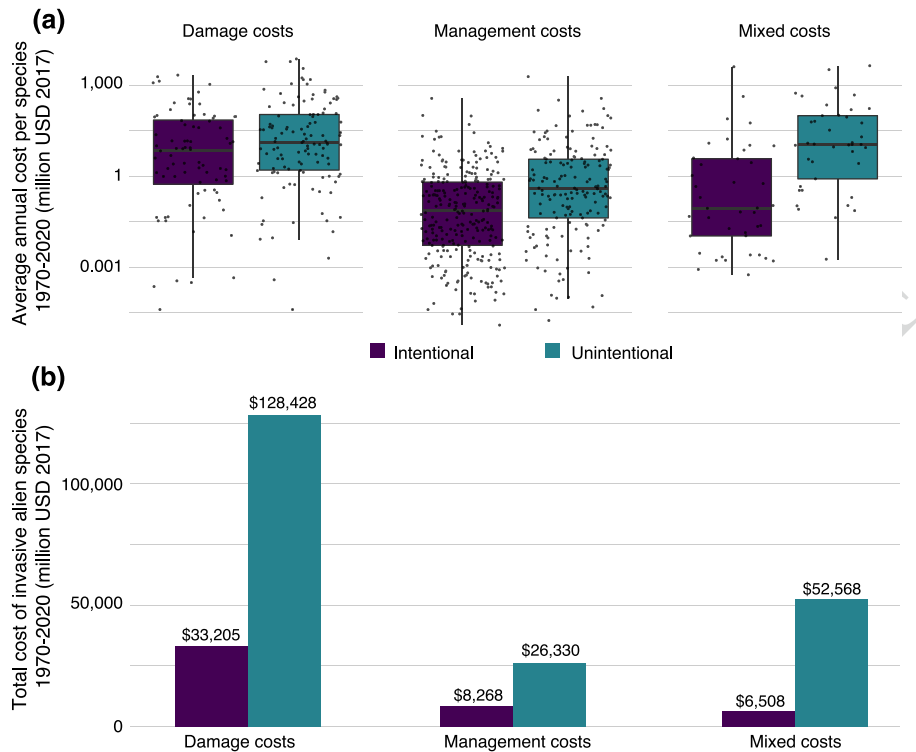 (a)
Damage costs
Management costs
Mixed costs
Average annual cost per species
1970-2020 (million USD 2017)
1,000
1
0.001
Intentional
Unintentional
(b)
Total cost of invasive alien species
1970-2020 (million USD 2017)
100,000
50,000
0
$33,205
$128,428
$8,268
$26,330
$6,508
$52,568
Damage costs
Management costs
Mixed costs